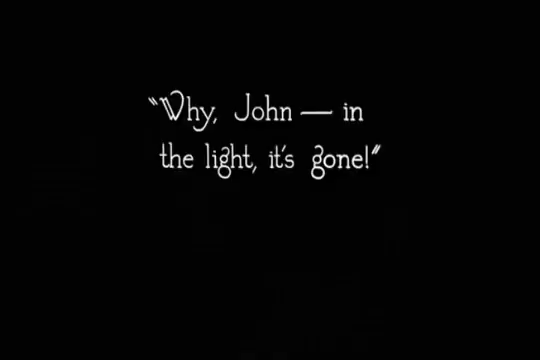 "Why, John — in
the light, it's gone!"